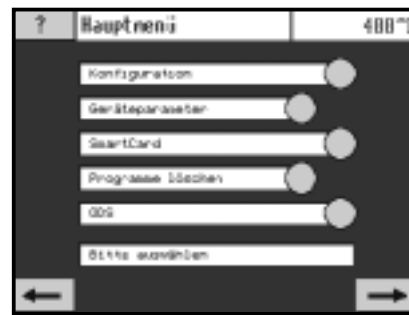 ? Hauptmenü
Konfiguration
Geräteparameter
SmartCard
Programme löschen
ODS
Bitte auswählen